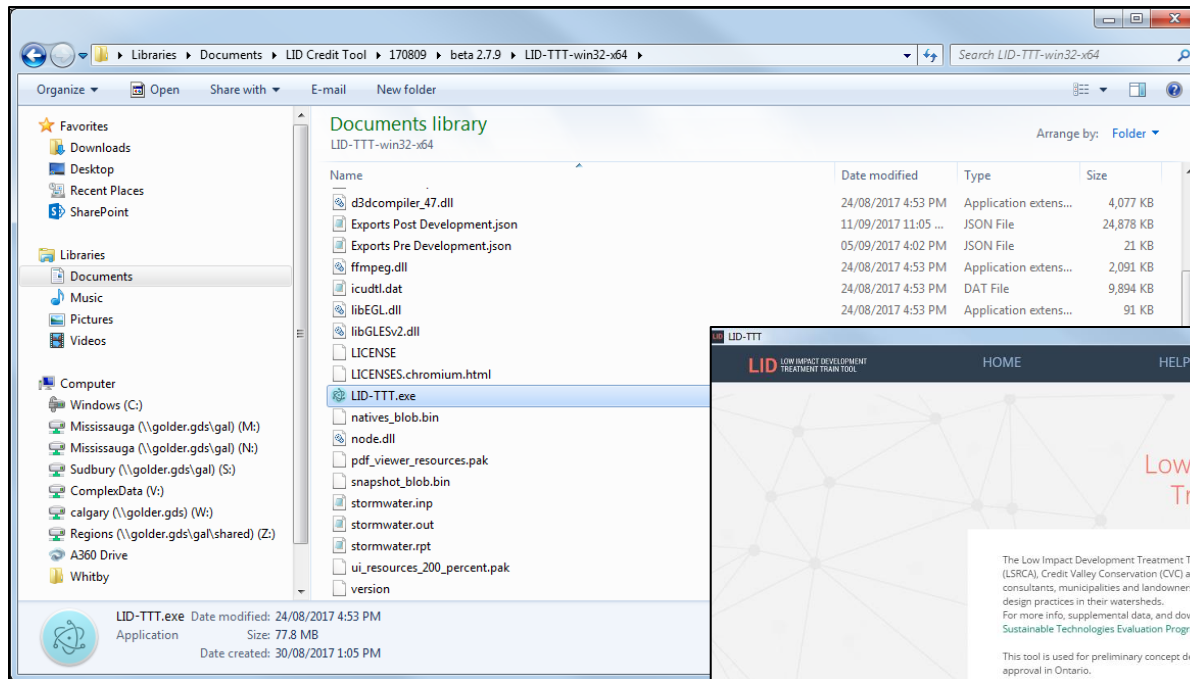 Libraries Documents LID Credit Tool 170809 beta 2.7.9 LID-TTT-win32-x64 Search LID-TTT-win32-x64
Organize Open Share with E-mail New folder
Favorites
Downloads
Desktop
Recent Places
SharePoint
Libraries
Documents
Music
Pictures
Videos
Computer
Windows (C:)
Mississauga (\\golder.gds\gal) (M:)
Mississauga (\\golder.gds\gal) (N:)
Sudbury (\\golder.gds\gal) (S:)
ComplexData (V:)
calgary (\\golder.gds) (W:)
Regions (\\golder.gds\gal\shared) (Z:)
A360 Drive
Whitby
Documents library
LID-TTT-win32-x64
Arrange by: Folder
Name Date modified Type Size
d3dcompiler_47.dll 24/08/2017 4:53 PM Application extens... 4,077 KB
Exports Post Development.json 11/09/2017 11:05 ... JSON File 24,878 KB
Exports Pre Development.json 05/09/2017 4:02 PM JSON File 21 KB
ffmpeg.dll 24/08/2017 4:53 PM Application extens... 2,091 KB
icudtl.dat 24/08/2017 4:53 PM DAT File 9,894 KB
libEGL.dll 24/08/2017 4:53 PM Application extens... 91 KB
libGLESv2.dll
LICENSE
LICENSES.chromium.html
LID-TTT.exe
natives_blob.bin
node.dll
pdf_viewer_resources.pak
snapshot_blob.bin
stormwater.inp
stormwater.out
stormwater.rpt
ui_resources_200_percent.pak
version
LID-TTT.exe Date modified: 24/08/2017 4:53 PM
Application Size: 77.8 MB
Date created: 30/08/2017 1:05 PM
LID LID-TTT
LID LOW IMPACT DEVELOPMENT
TREATMENT TRAIN TOOL
HOME HELP
Low
Tr
The Low Impact Development Treatment T
(LSRCA), Credit Valley Conservation (CVC) a
consultants, municipalities and landowner
design practices in their watersheds.
For more info, supplemental data, and dow
Sustainable Technologies Evaluation Progr
This tool is used for preliminary concept de
approval in Ontario.